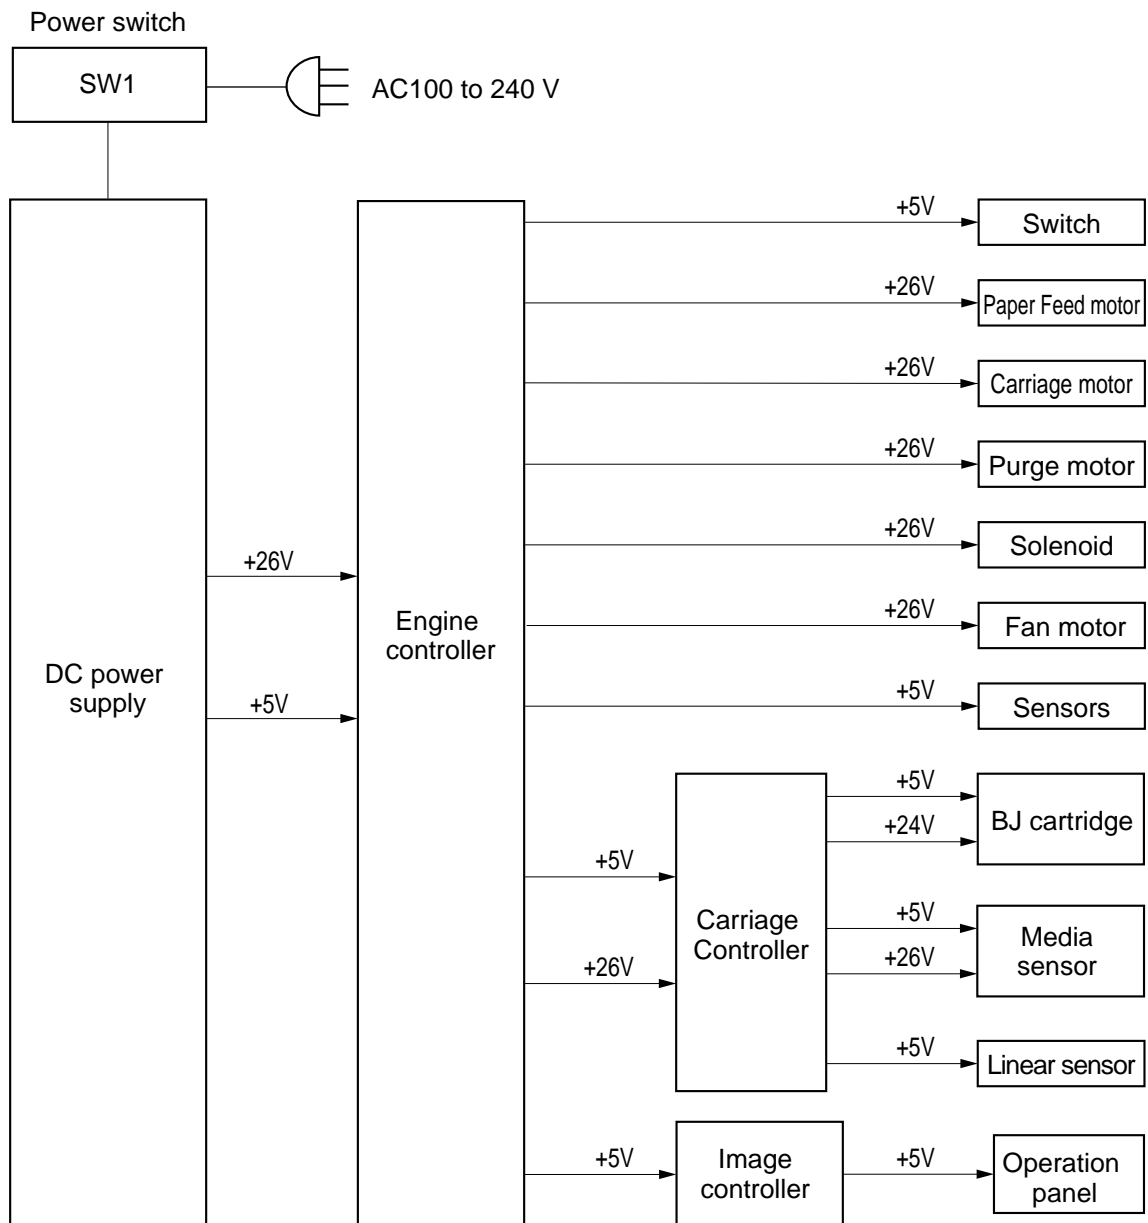 Power switch
SW1
AC100 to 240 V
+5V
Switch
+26V
Paper Feed motor
+26V
Carriage motor
+26V
Purge motor
+26V
Solenoid
+26V
+26V
Fan motor
Engine
controller
DC power
supply
+5V
+5V
Sensors
+5V
+24V
BJ cartridge
+5V
+26V
Carriage
Controller
+5V
+26V
Media
sensor
+5V
Linear sensor
+5V
Image
controller
+5V
Operation
panel